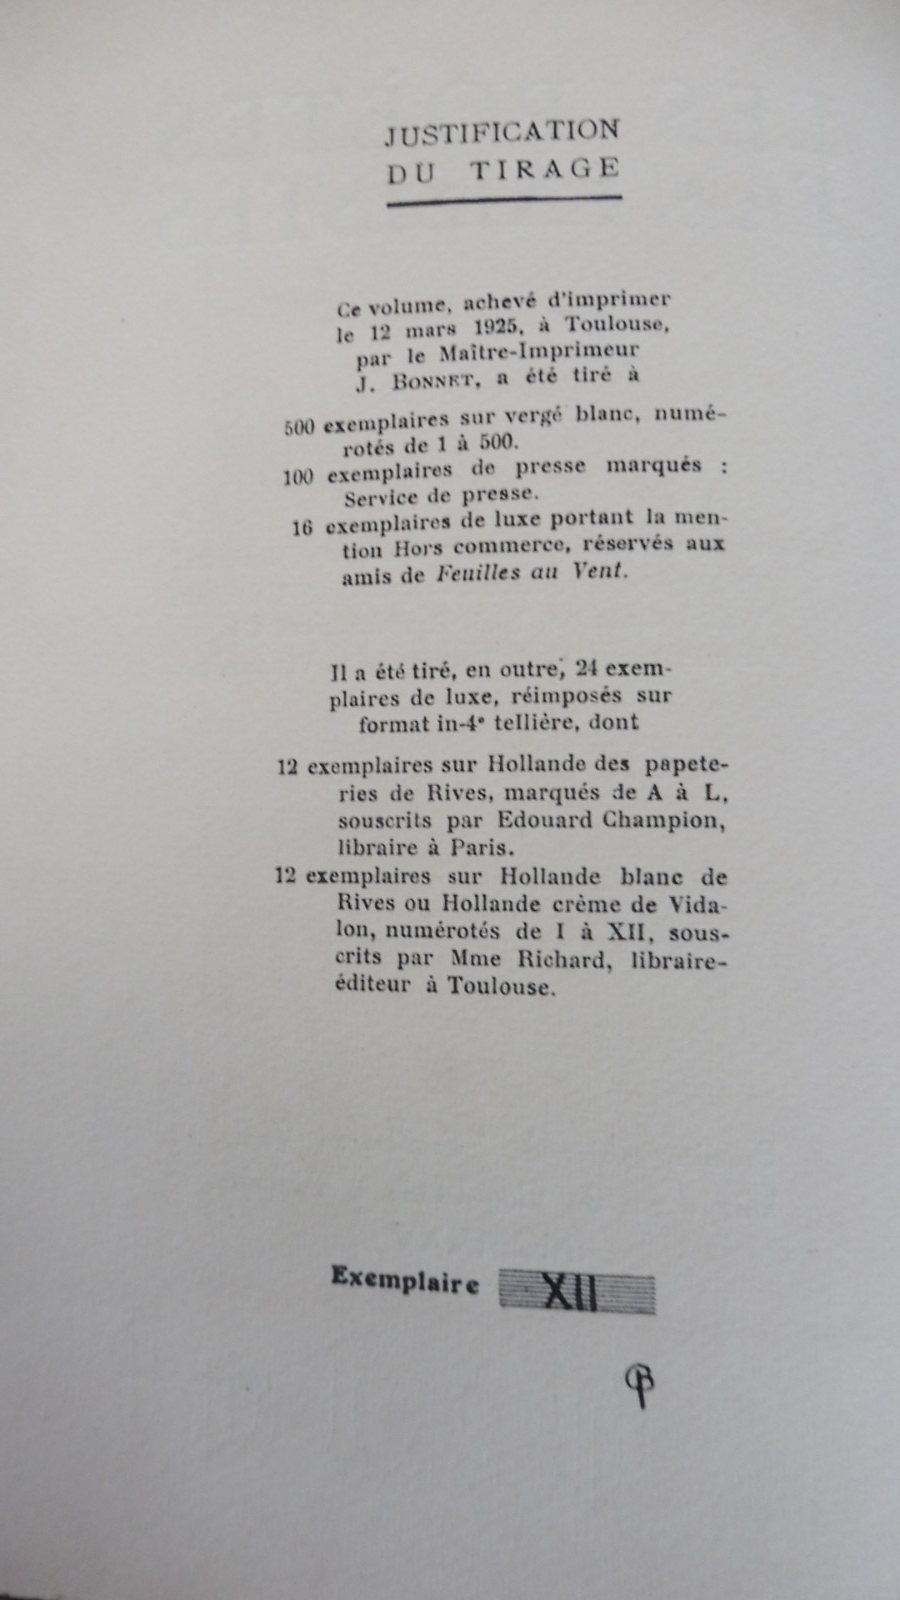 JUSTIFICATION
DU TIRAGE
Ce volume, achevé d'imprimer
le 12 mars 1925, à Toulouse,
par le Maître-Imprimeur
J. BONNET, a été tiré à
500 exemplaires sur vergé blanc, numé-
rotés de 1 à 500.
100 exemplaires de presse marqués :
Service de presse.
16 exemplaires de luxe portant la men-
tion Hors commerce, réservés aux
amis de Feuilles au Vent.
Il a été tiré, en outre, 24 exem-
plaires de luxe, réimposés sur
format in-4e tellière, dont
12 exemplaires sur Hollande des papete-
ries de Rives, marqués de A à L,
souscrits par Edouard Champion,
libraire à Paris.
12 exemplaires sur Hollande blanc de
Rives ou Hollande crème de Vida-
lon, numérotés de I à XII, sous-
crits par Mme Richard, libraire-
éditeur à Toulouse.
Exemplaire XII